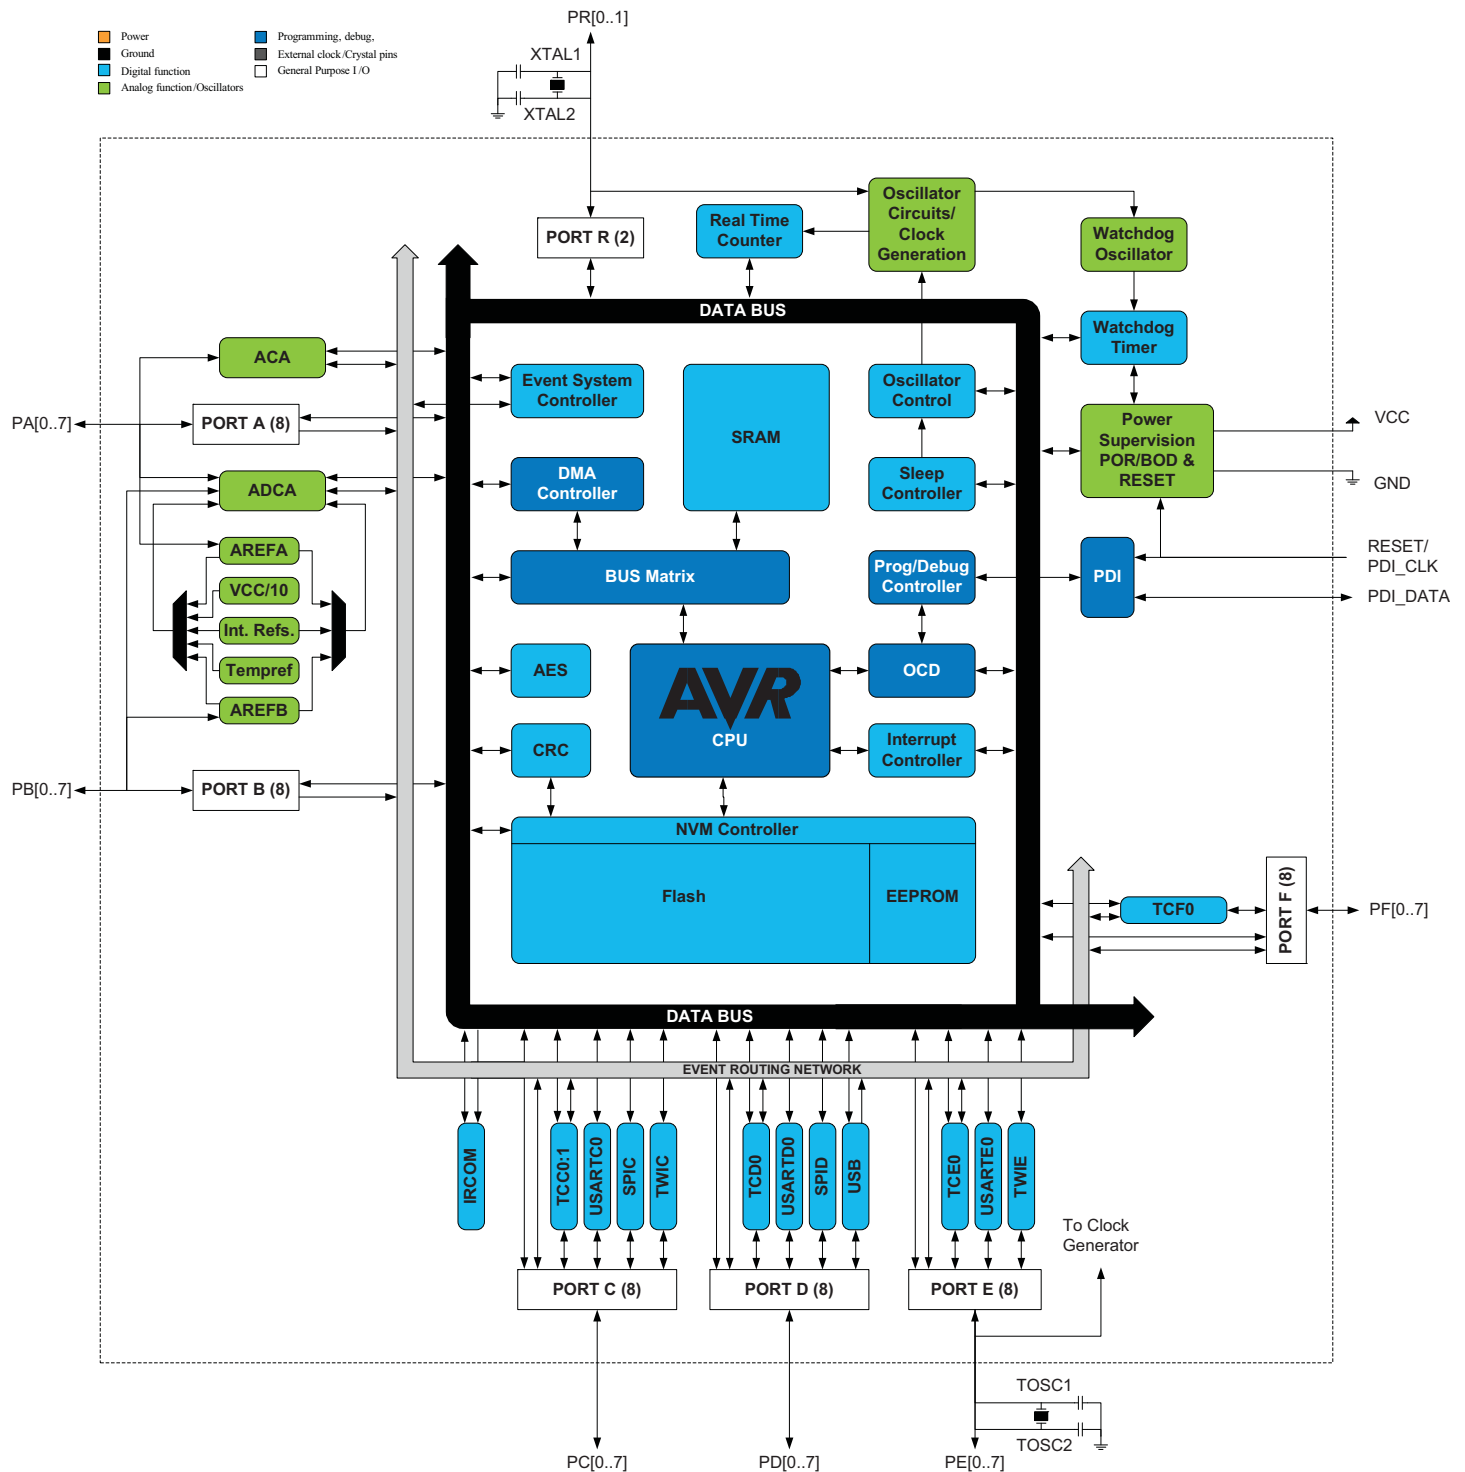 PR[0..1]
Power
Ground
Digital function
Analog function/Oscillators
Programming, debug,
External clock/Crystal pins
General Purpose I/O
XTAL1
XTAL2
PORT R (2)
Real Time
Counter
Oscillator
Circuits/
Clock
Generation
Watchdog
Oscillator
DATA BUS
Watchdog
Timer
ACA
Event System
Controller
SRAM
Oscillator
Control
Power
Supervision
POR/BOD &
RESET
VCC
GND
PA[0..7]
PORT A (8)
ADCA
DMA
Controller
Sleep
Controller
AREFA
VCC/10
Int. Refs.
Tempref
AREFB
BUS Matrix
Prog/Debug
Controller
PDI
RESET/
PDI_CLK
PDI_DATA
AES
AVR
CPU
OCD
CRC
Interrupt
Controller
PB[0..7]
PORT B (8)
NVM Controller
Flash
EEPROM
TCF0
PORT F (8)
PF[0..7]
DATA BUS
EVENT ROUTING NETWORK
IRCOM
TCC0:1
USARTC0
SPIC
TWIC
TCD0
USARTD0
SPID
USB
TCE0
USARTE0
TWIE
To Clock
Generator
PORT C (8)
PORT D (8)
PORT E (8)
TOSC1
TOSC2
PC[0..7]
PD[0..7]
PE[0..7]